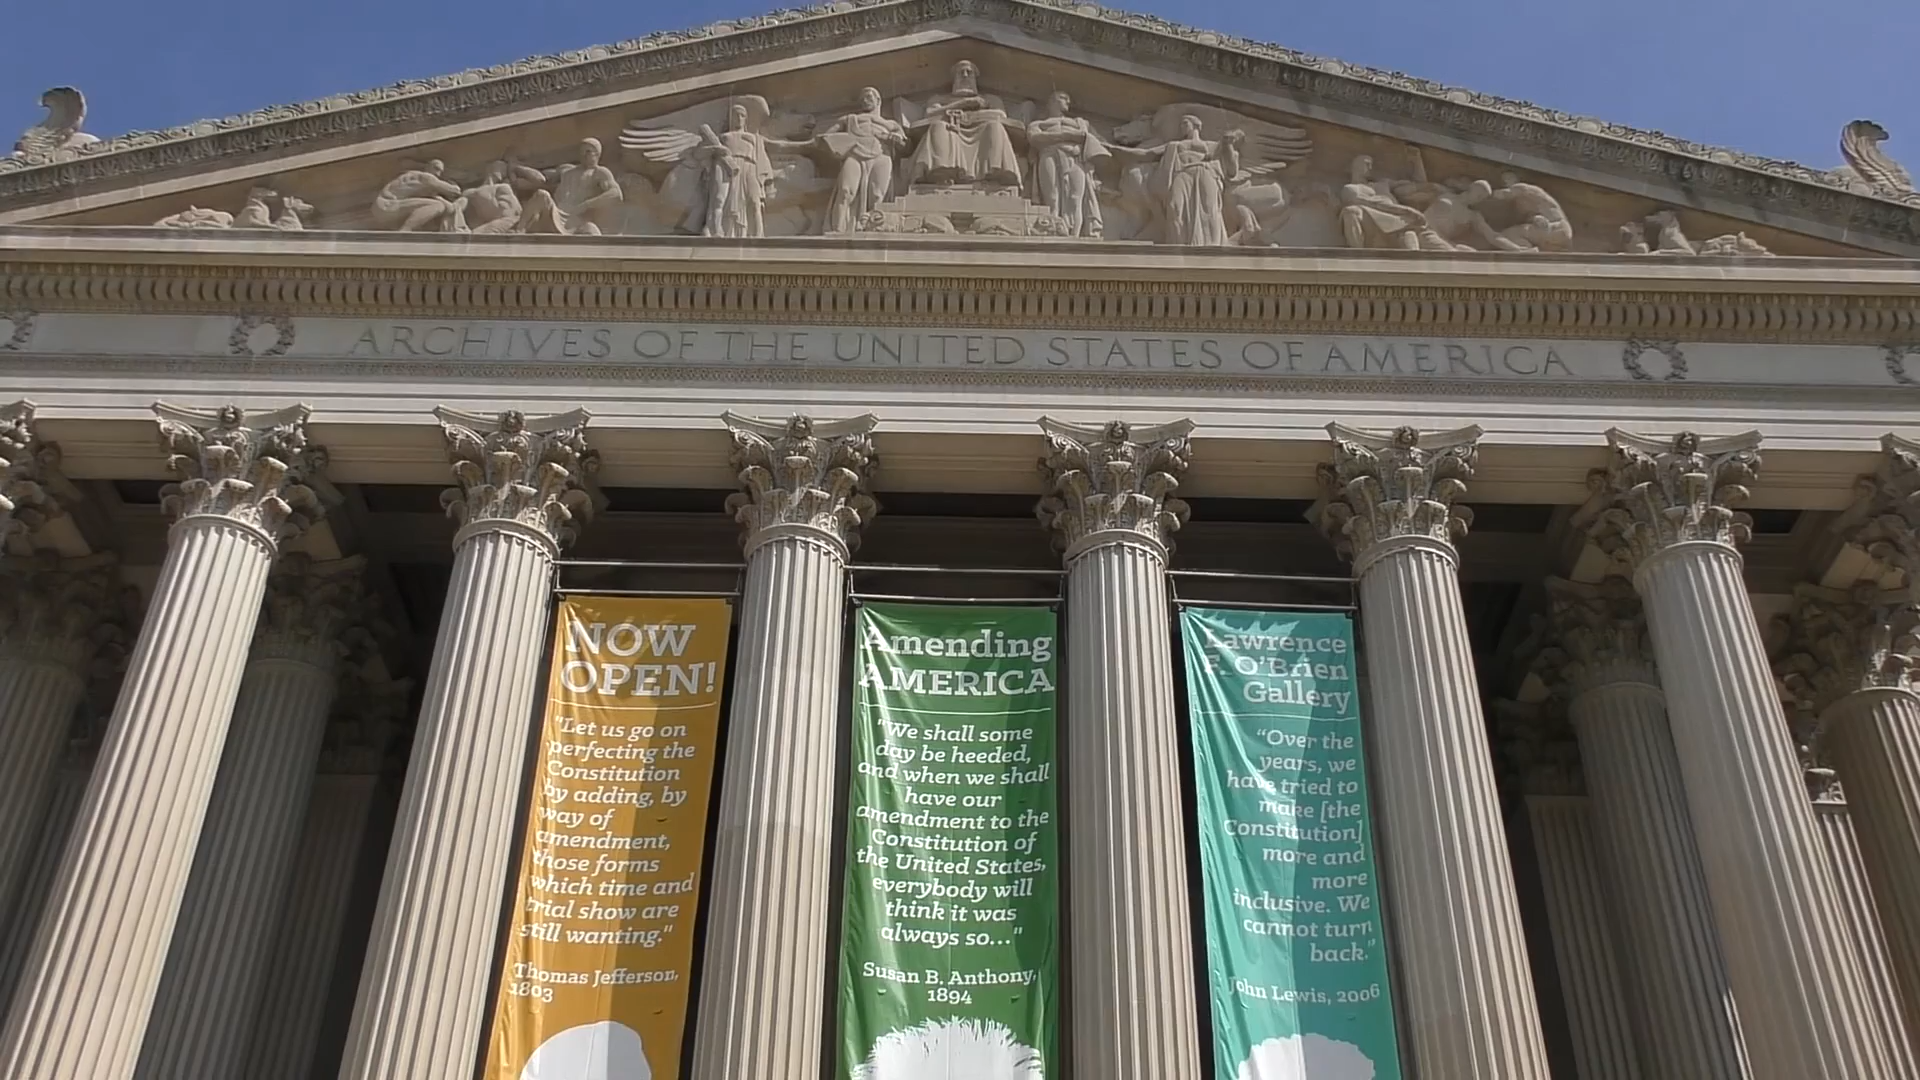 ARCHIVES OF THE UNITED STATES OF AMERICA
NOW
OPEN!
"Let us go on
perfecting the
Constitution
by adding, by
way of
amendment,
those forms
which time and
trial show are
still wanting."
Thomas Jefferson,
1803
Amending
AMERICA
"We shall some
day be heeded,
and when we shall
have our
amendment to the
Constitution of
the United States,
everybody will
think it was
always so..."
Susan B. Anthony,
1894
Lawrence
F. O'Brien
Gallery
“Over the
years, we
have tried to
make [the
Constitution]
more and
more
inclusive. We
cannot turn
back.”
John Lewis, 2006